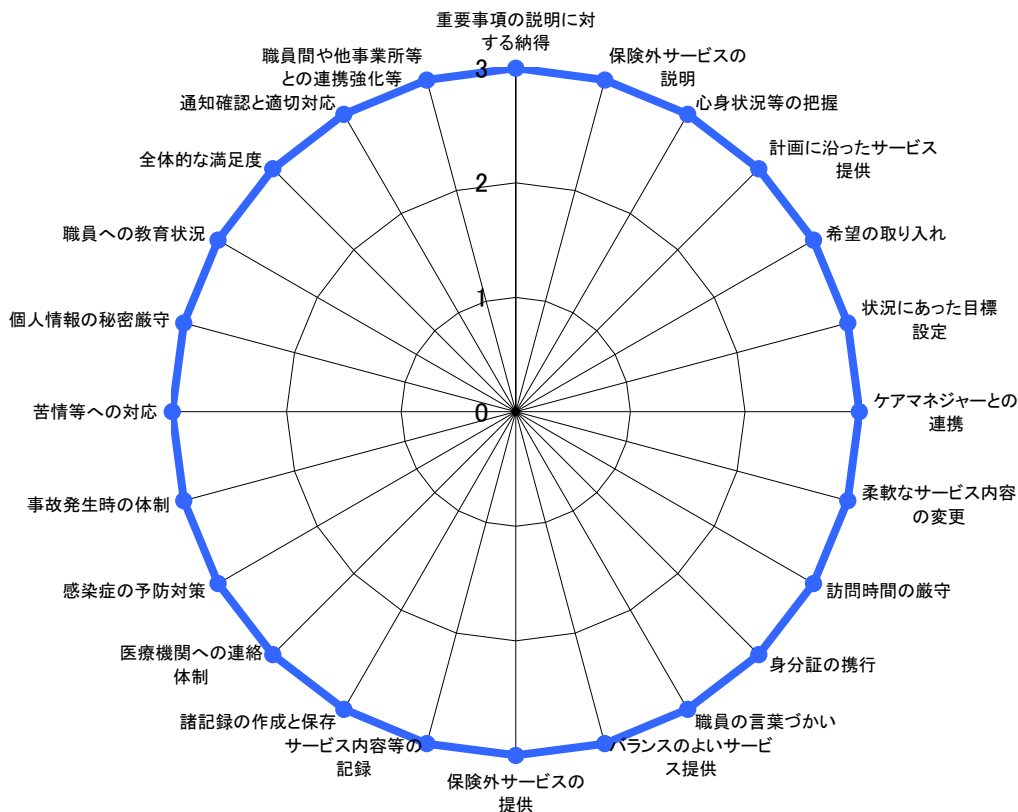 重要事項の説明に対
する納得
保険外サービスの
説明
心身状況等の把握
計画に沿ったサービス
提供
希望の取り入れ
状況にあった目標
設定
ケアマネジャーとの
連携
柔軟なサービス内容
の変更
訪問時間の厳守
身分証の携行
職員の言葉づかい
バランスのよいサービ
ス提供
保険外サービスの
提供
サービス内容等の
記録
諸記録の作成と保存
医療機関への連絡
体制
感染症の予防対策
事故発生時の体制
苦情等への対応
個人情報の秘密厳守
職員への教育状況
全体的な満足度
通知確認と適切対応
職員間や他事業所等
との連携強化等
3
2
1
0